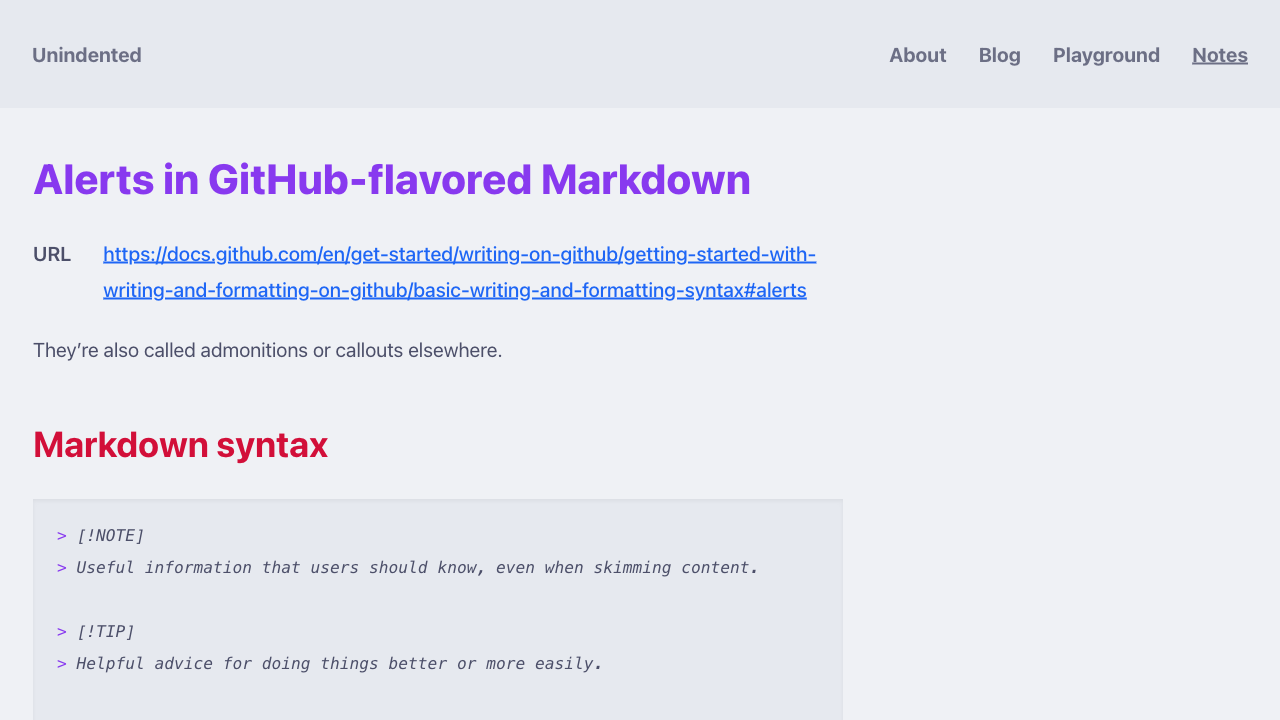 Unindented
About Blog Playground Notes
Alerts in GitHub-flavored Markdown
URL https://docs.github.com/en/get-started/writing-on-github/getting-started-with-
writing-and-formatting-on-github/basic-writing-and-formatting-syntax#alerts
They’re also called admonitions or callouts elsewhere.
Markdown syntax
> [!NOTE]
> Useful information that users should know, even when skimming content.
> [!TIP]
> Helpful advice for doing things better or more easily.